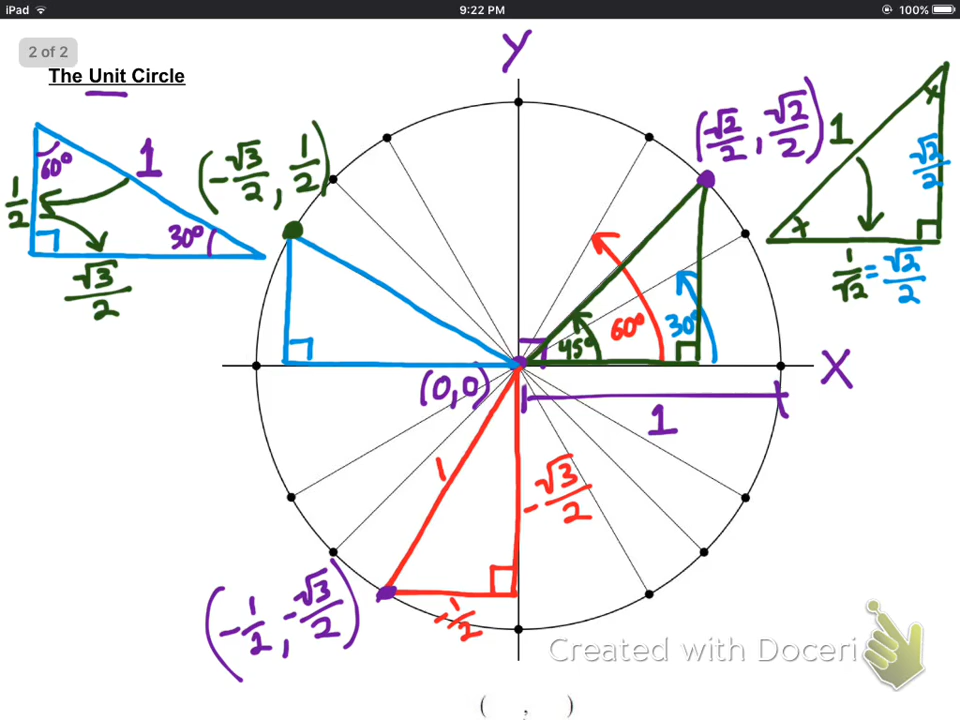 iPad 9:22 PM 100%
2 of 2
The Unit Circle
Y
60°
1
1/2
30°
√3/2
(-√3/2, 1/2)
(√2/2, √2/2)
1
x
√2/2
x
1/√2 = √2/2
60°
30°
45°
X
(0,0)
1
1
-√3/2
-1/2
(-1/2, -√3/2)
Created with Doceri
( , )